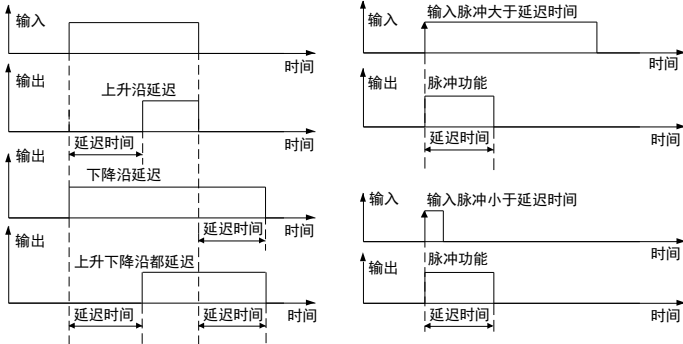 输入
时间
输出
上升沿延迟
延迟时间
时间
输出
下降沿延迟
延迟时间
时间
输出
上升下降沿都延迟
延迟时间
延迟时间
时间
输入
输入脉冲大于延迟时间
时间
输出
脉冲功能
延迟时间
时间
输入
输入脉冲小于延迟时间
时间
输出
脉冲功能
延迟时间
时间